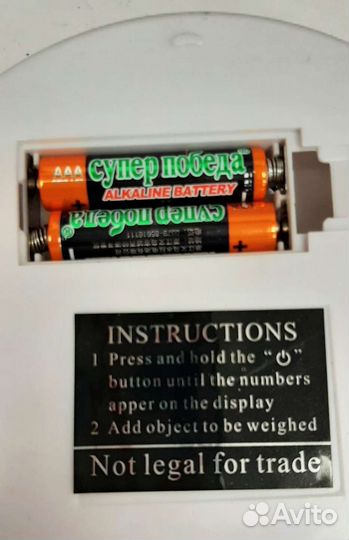 AAA супер победа
ALKALINE BATTERY
супер победа
INSTRUCTIONS
1 Press and hold the “⏻”
button until the numbers
apper on the display
2 Add object to be weighed
Not legal for trade
Avito